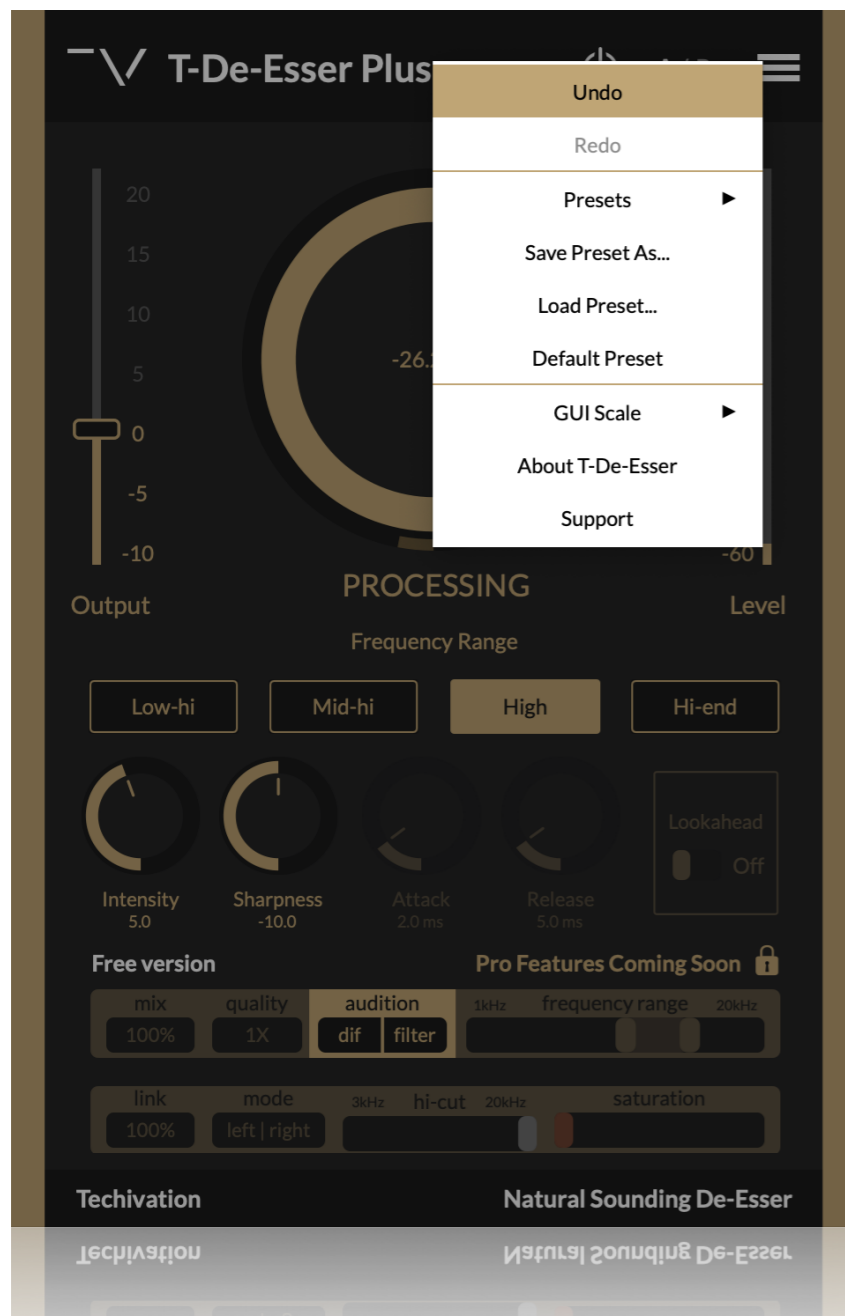 T-De-Esser Plus
Undo
Redo
Presets
Save Preset As...
Load Preset...
Default Preset
GUI Scale
About T-De-Esser
Support
20
15
10
5
0
-5
-10
Output
-26.
PROCESSING
-60
Level
Frequency Range
Low-hi Mid-hi High Hi-end
Lookahead
Off
Intensity Sharpness Attack Release
5.0 -10.0 2.0 ms 5.0 ms
Free version Pro Features Coming Soon
mix quality audition 1kHz frequency range 20kHz
100% 1X dif filter
link mode 3kHz hi-cut 20kHz saturation
100% left | right
Techivation Natural Sounding De-Esser